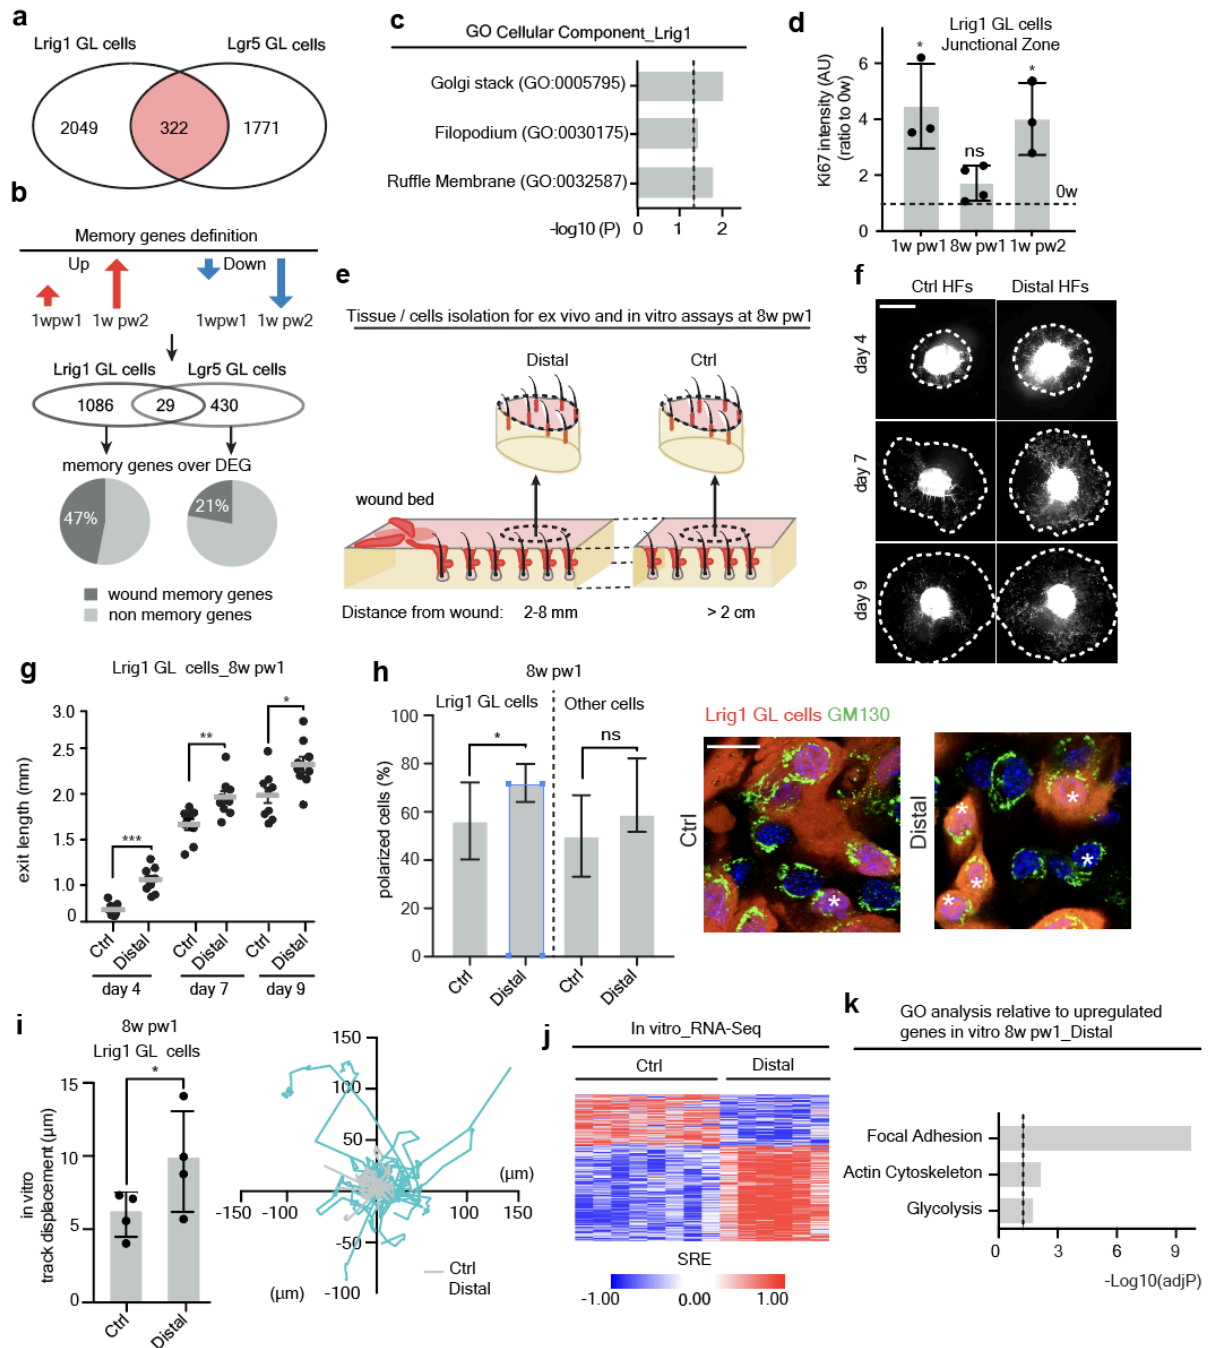 a
Lrig1 GL cells
Lgr5 GL cells
2049
322
1771
b
Memory genes definition
Up
Down
1wpw1
1w pw2
1wpw1
1w pw2
Lrig1 GL cells
Lgr5 GL cells
1086
29
430
memory genes over DEG
47%
21%
wound memory genes
non memory genes
c
GO Cellular Component_Lrig1
Golgi stack (GO:0005795)
Filopodium (GO:0030175)
Ruffle Membrane (GO:0032587)
-log10 (P)
0
1
2
d
Lrig1 GL cells
Junctional Zone
Ki67 intensity (AU)
(ratio to 0w)
6
4
2
0
*
ns
*
0w
1w pw1
8w pw1
1w pw2
e
Tissue / cells isolation for ex vivo and in vitro assays at 8w pw1
Distal
Ctrl
wound bed
Distance from wound:
2-8 mm
> 2 cm
f
Ctrl HFs
Distal HFs
day 4
day 7
day 9
g
Lrig1 GL cells_8w pw1
exit length (mm)
3.0
2.5
2.0
1.5
1.0
0
***
**
*
Ctrl
Distal
Ctrl
Distal
Ctrl
Distal
day 4
day 7
day 9
h
8w pw1
Lrig1 GL cells
Other cells
polarized cells (%)
100
80
60
40
20
0
*
ns
Ctrl
Distal
Ctrl
Distal
Lrig1 GL cells GM130
Ctrl
*
Distal
*
*
*
*
*
i
8w pw1
Lrig1 GL cells
in vitro
track displacement (µm)
15
10
5
0
*
Ctrl
Distal
150
100
50
(µm)
-150
-100
100
150
-50
-100
(µm)
Ctrl
Distal
j
In vitro_RNA-Seq
Ctrl
Distal
SRE
-1.00
0.00
1.00
k
GO analysis relative to upregulated
genes in vitro 8w pw1_Distal
Focal Adhesion
Actin Cytoskeleton
Glycolysis
0
3
6
9
-Log10(adjP)